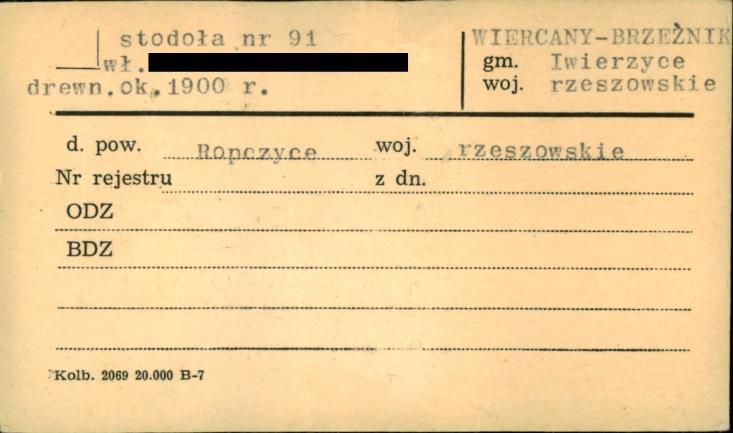 stodoła nr 91
wł.
drewn.ok.1900 r.
WIERCANY-BRZEŹNIK
gm. Iwierzyce
woj. rzeszowskie
d. pow. Ropczyce woj. rzeszowskie
Nr rejestru z dn.
ODZ
BDZ
Kolb. 2069 20.000 B-7